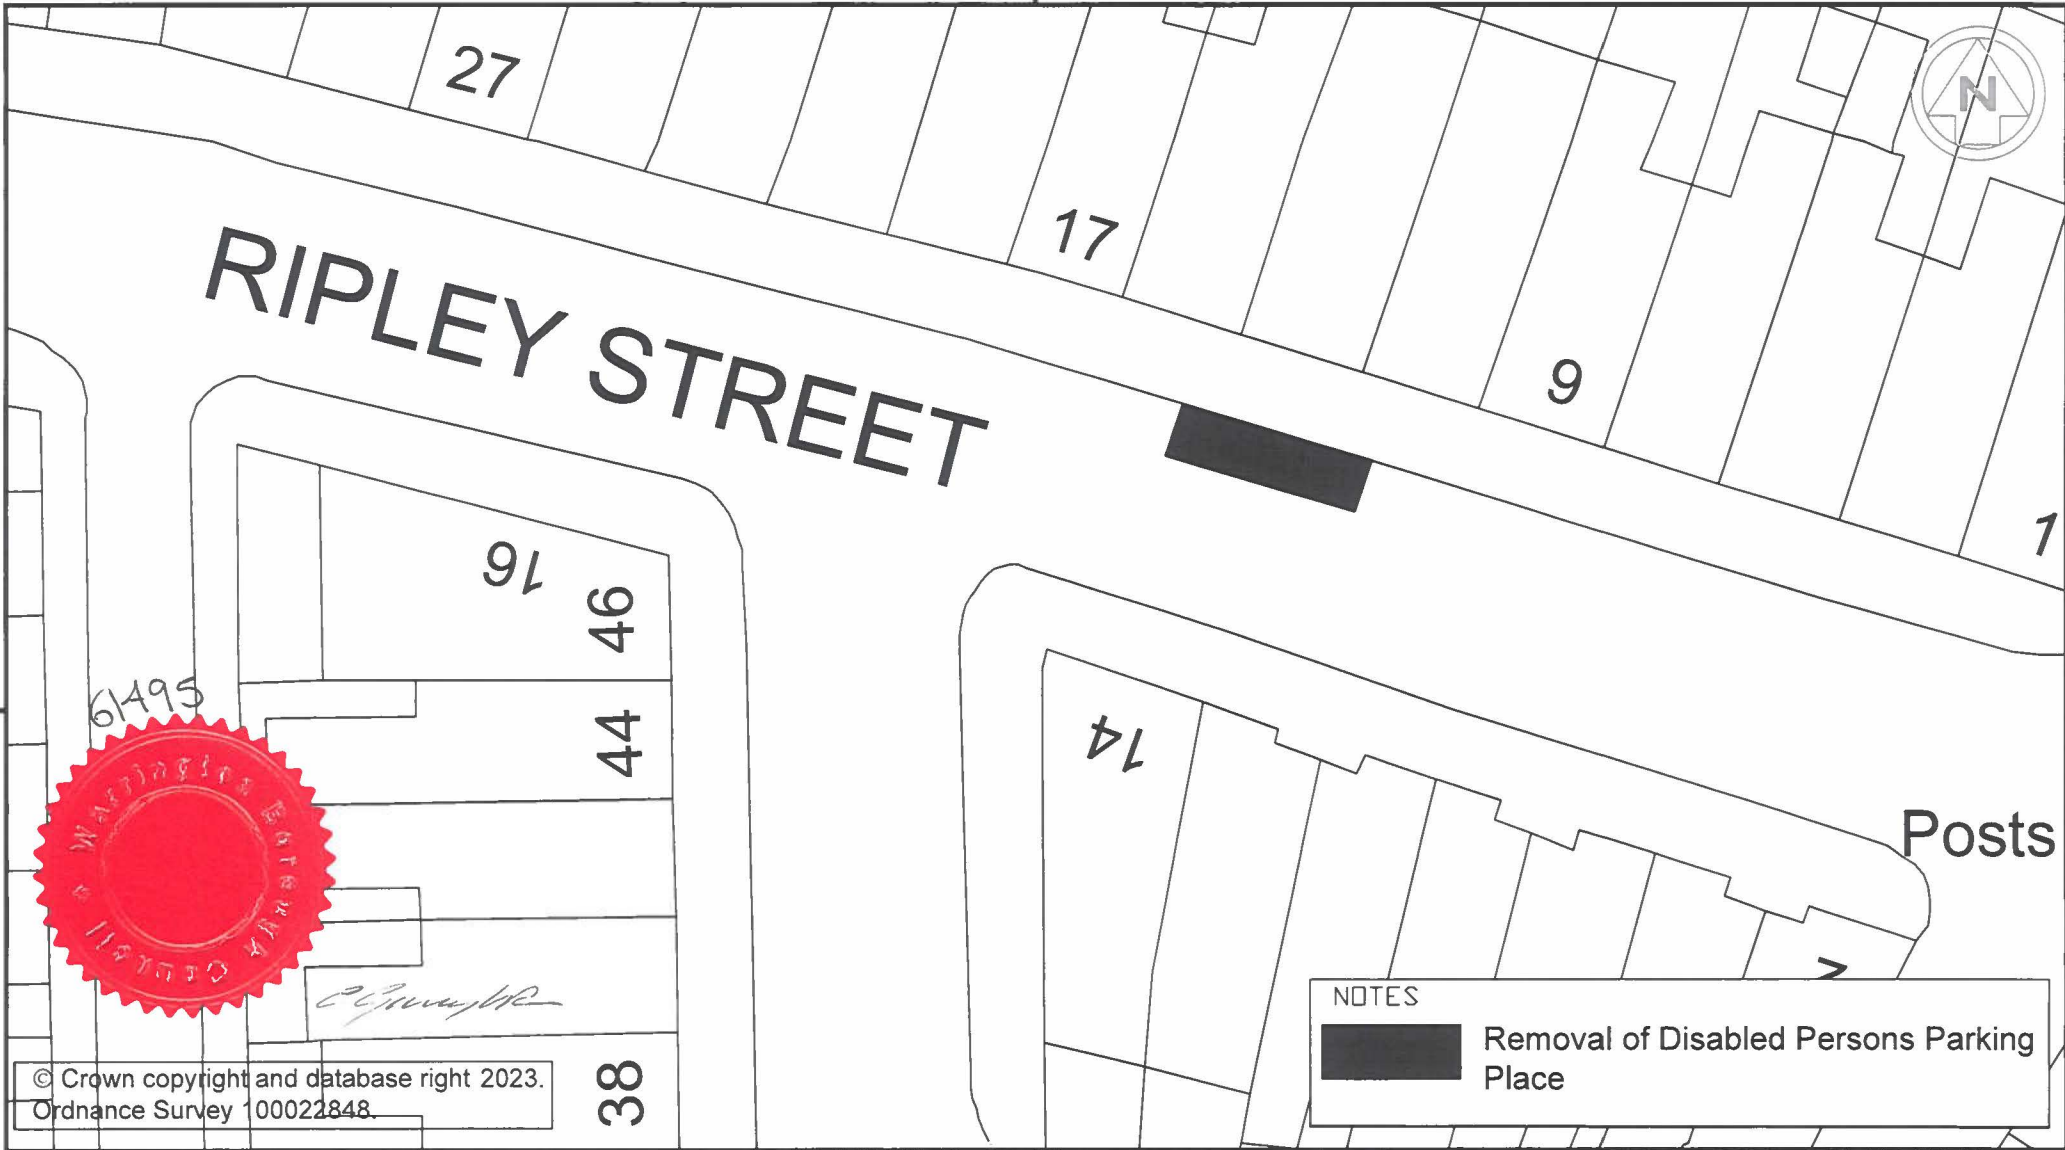 27
N
17
RIPLEY STREET
9
1
16
46
61495
44
14
Posts
Warrington Borough Council
2
NOTES
Removal of Disabled Persons Parking
Place
© Crown copyright and database right 2023.
Ordnance Survey 100022848.
38